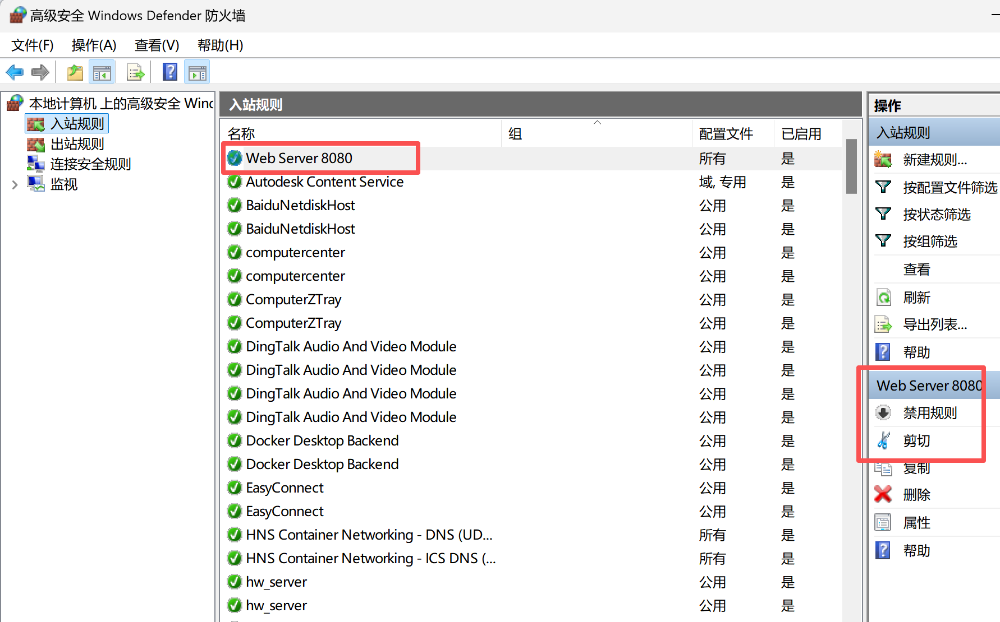 高级安全 Windows Defender 防火墙
文件(F) 操作(A) 查看(V) 帮助(H)
本地计算机 上的高级安全 Wind
入站规则
出站规则
连接安全规则
监视
入站规则
名称 组 配置文件 已启用
Web Server 8080 所有 是
Autodesk Content Service 域, 专用 是
BaiduNetdiskHost 公用 是
BaiduNetdiskHost 公用 是
computercenter 公用 是
computercenter 公用 是
ComputerZTray 公用 是
ComputerZTray 公用 是
DingTalk Audio And Video Module 公用 是
DingTalk Audio And Video Module 公用 是
DingTalk Audio And Video Module 公用 是
DingTalk Audio And Video Module 公用 是
Docker Desktop Backend 公用 是
Docker Desktop Backend 公用 是
EasyConnect 公用 是
EasyConnect 公用 是
HNS Container Networking - DNS (UD... 所有 是
HNS Container Networking - ICS DNS (... 所有 是
hw_server 公用 是
hw_server 公用 是
操作
入站规则
新建规则...
按配置文件筛选
按状态筛选
按组筛选
查看
刷新
导出列表...
帮助
Web Server 8080
禁用规则
剪切
复制
删除
属性
帮助